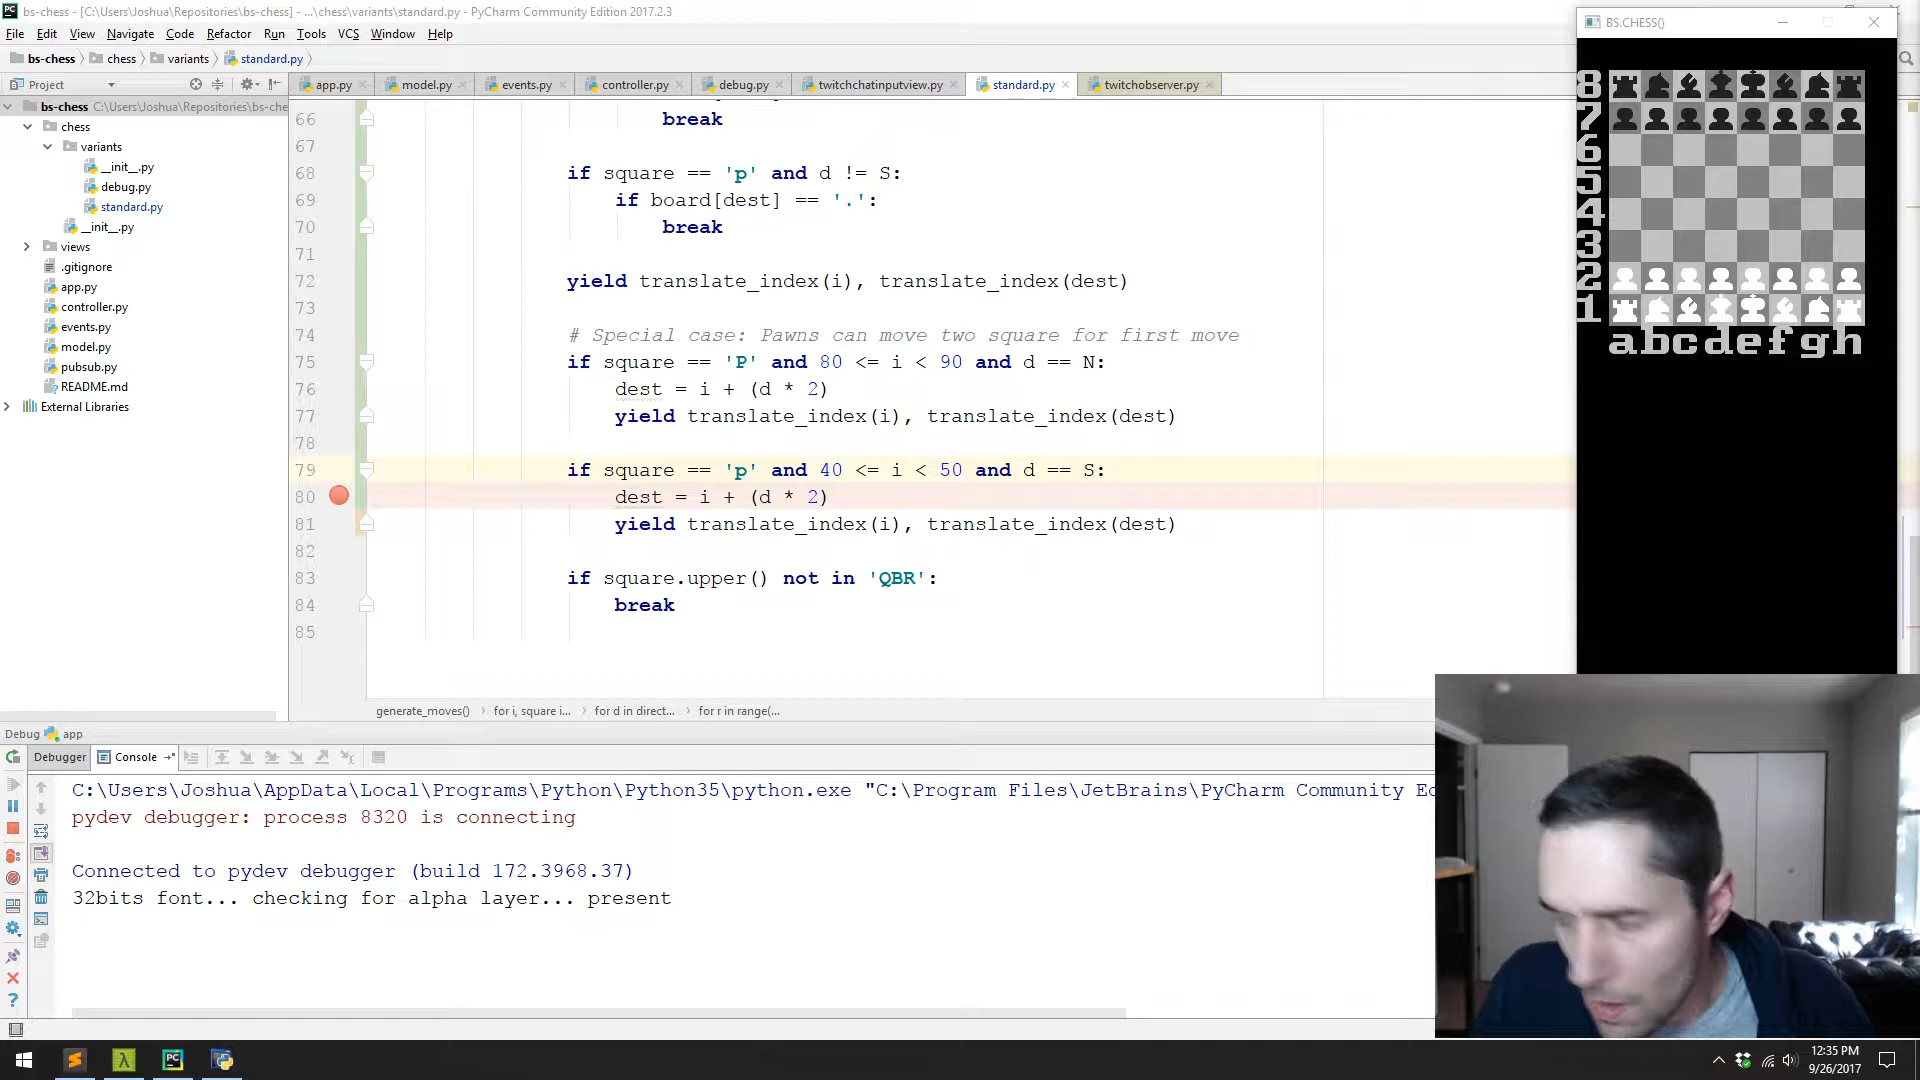 bs-chess - [C:\Users\Joshua\Repositories\bs-chess] - ...\chess\variants\standard.py - PyCharm Community Edition 2017.2.3
File Edit View Navigate Code Refactor Run Tools VCS Window Help
bs-chess chess variants standard.py
Project
app.py model.py events.py controller.py debug.py twitchchatinputview.py standard.py twitchobserver.py
bs-chess C:\Users\Joshua\Repositories\bs-che
chess
variants
__init__.py
debug.py
standard.py
__init__.py
views
.gitignore
app.py
controller.py
events.py
model.py
pubsub.py
README.md
External Libraries
66 break
67
68 if square == 'p' and d != S:
69 if board[dest] == '.':
70 break
71
72 yield translate_index(i), translate_index(dest)
73
74 # Special case: Pawns can move two square for first move
75 if square == 'P' and 80 <= i < 90 and d == N:
76 dest = i + (d * 2)
77 yield translate_index(i), translate_index(dest)
78
79 if square == 'p' and 40 <= i < 50 and d == S:
80 dest = i + (d * 2)
81 yield translate_index(i), translate_index(dest)
82
83 if square.upper() not in 'QBR':
84 break
85
generate_moves() for i, square i... for d in direct... for r in range(...
BS.CHESS()
8
7
6
5
4
3
2
1
abcdefgh
Debug app
Debugger Console
C:\Users\Joshua\AppData\Local\Programs\Python\Python35\python.exe "C:\Program Files\JetBrains\PyCharm Community Ed
pydev debugger: process 8320 is connecting
Connected to pydev debugger (build 172.3968.37)
32bits font... checking for alpha layer... present
12:35 PM
9/26/2017